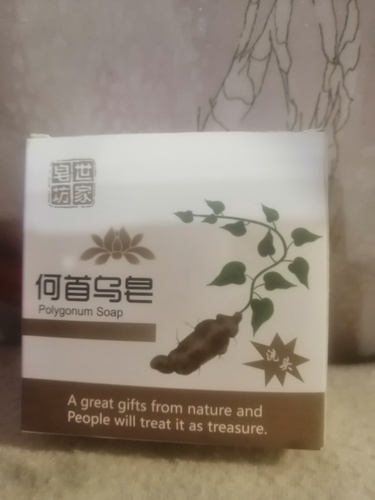 世家
皂坊
何首乌皂
Polygonum Soap
洗头
A great gifts from nature and
People will treat it as treasure.